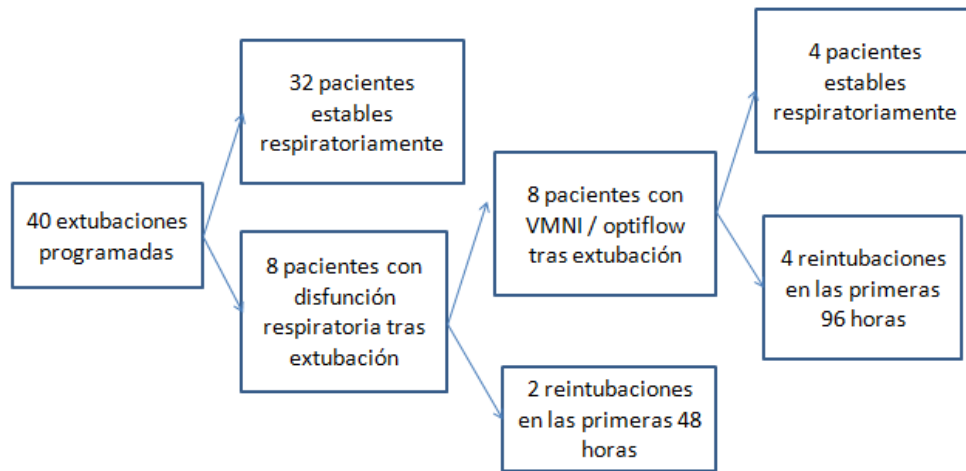 40 extubaciones
programadas
32 pacientes
estables
respiratoriamente
8 pacientes con
disfunción
respiratoria tras
extubación
8 pacientes con
VMNI / optiflow
tras extubación
2 reintubaciones
en las primeras 48
horas
4 pacientes
estables
respiratoriamente
4 reintubaciones
en las primeras
96 horas